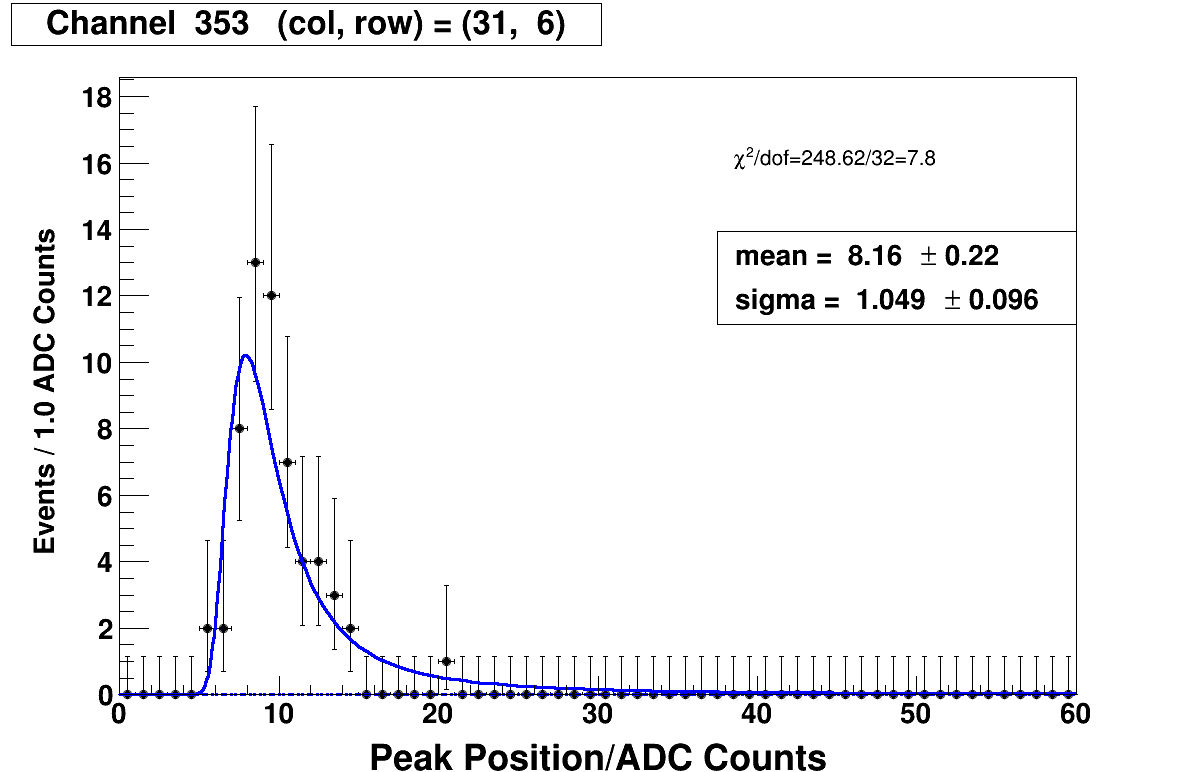 Channel 353 (col, row) = (31, 6)
18
16
14
12
10
8
6
4
2
0
Events / 1.0 ADC Counts
χ²/dof=248.62/32=7.8
mean = 8.16 ± 0.22
sigma = 1.049 ± 0.096
0 10 20 30 40 50 60
Peak Position/ADC Counts